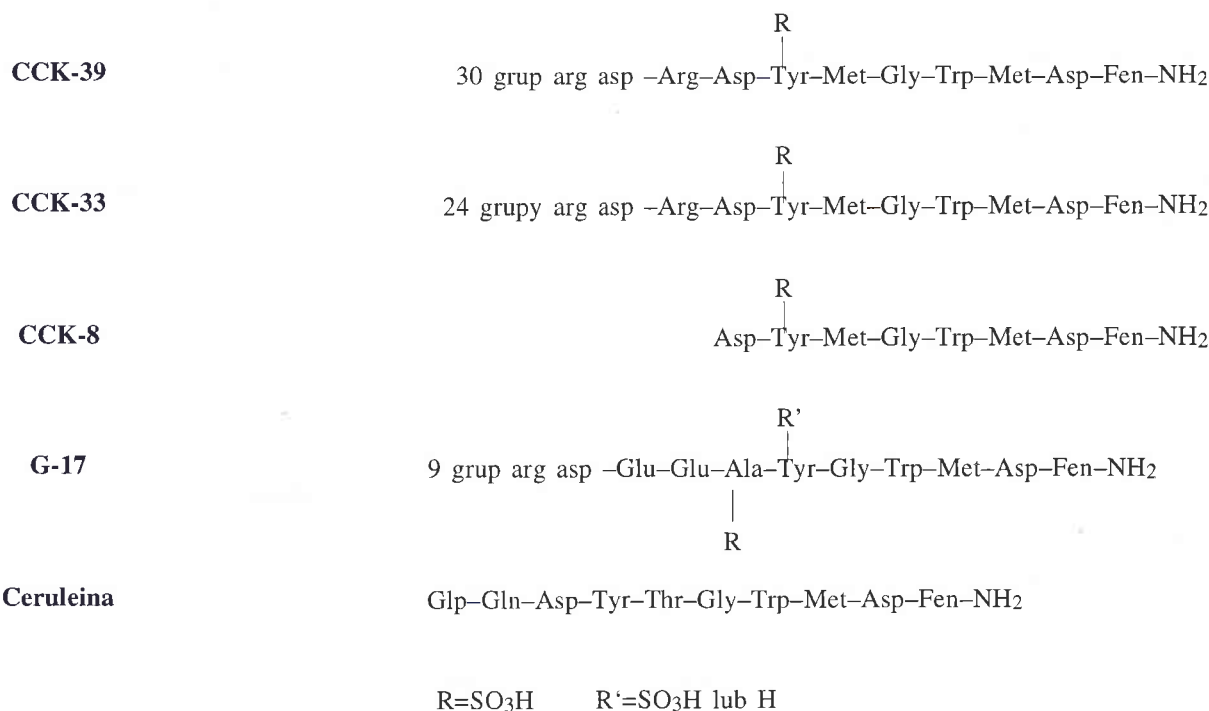 R
CCK-39 30 grup arg asp –Arg–Asp–Tyr–Met–Gly–Trp–Met–Asp–Fen–NH2
R
CCK-33 24 grupy arg asp –Arg–Asp–Tyr–Met–Gly–Trp–Met–Asp–Fen–NH2
R
CCK-8 Asp–Tyr–Met–Gly–Trp–Met–Asp–Fen–NH2
R'
G-17 9 grup arg asp –Glu–Glu–Ala–Tyr–Gly–Trp–Met–Asp–Fen–NH2
R
Ceruleina Glp–Gln–Asp–Tyr–Thr–Gly–Trp–Met–Asp–Fen–NH2
R=SO3H R‘=SO3H lub H